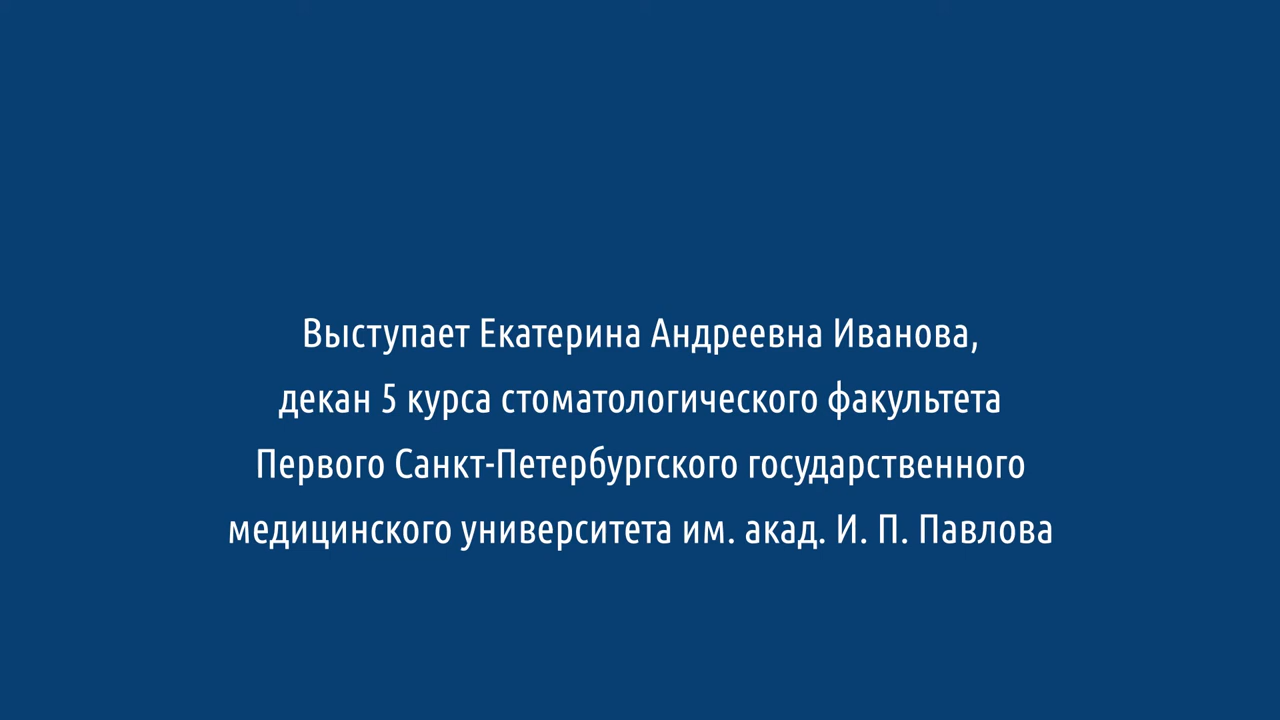 Выступает Екатерина Андреевна Иванова,
декан 5 курса стоматологического факультета
Первого Санкт-Петербургского государственного
медицинского университета им. акад. И. П. Павлова